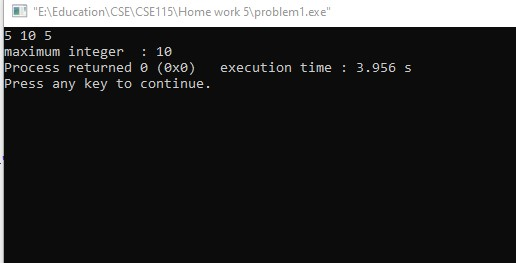 "E:\Education\CSE\CSE115\Home work 5\problem1.exe"
5 10 5
maximum integer  : 10
Process returned 0 (0x0)   execution time : 3.956 s
Press any key to continue.